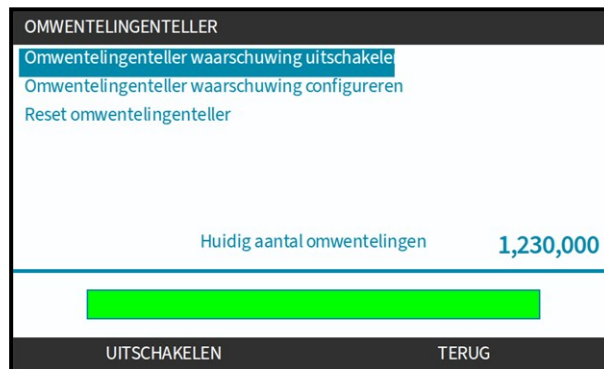 OMWENTELINGENTELLER
Omwentelingenteller waarschuwing uitschakele
Omwentelingenteller waarschuwing configureren
Reset omwentelingenteller
Huidig aantal omwentelingen 1,230,000
UITSCHAKELEN TERUG